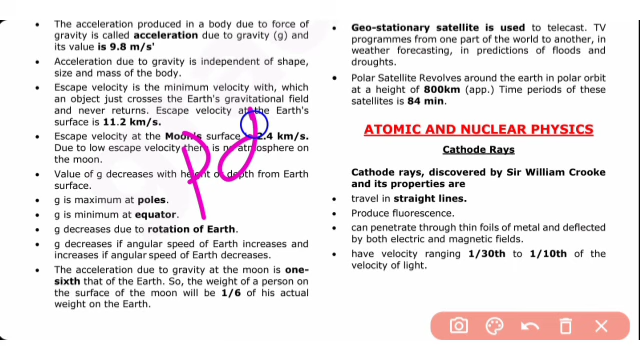 • The acceleration produced in a body due to force of
gravity is called acceleration due to gravity (g) and
its value is 9.8 m/s'
• Acceleration due to gravity is independent of shape,
size and mass of the body.
• Escape velocity is the minimum velocity with, which
an object just crosses the Earth's gravitational field
and never returns. Escape velocity at the Earth's
surface is 11.2 km/s.
• Escape velocity at the Moon's surface 2.4 km/s.
Due to low escape velocity there is no atmosphere on
the moon.
• Value of g decreases with height or depth from Earth
surface.
• g is maximum at poles.
• g is minimum at equator.
• g decreases due to rotation of Earth.
• g decreases if angular speed of Earth increases and
increases if angular speed of Earth decreases.
• The acceleration due to gravity at the moon is one-
sixth that of the Earth. So, the weight of a person on
the surface of the moon will be 1/6 of his actual
weight on the Earth.
• Geo-stationary satellite is used to telecast. TV
programmes from one part of the world to another, in
weather forecasting, in predictions of floods and
droughts.
• Polar Satellite Revolves around the earth in polar orbit
at a height of 800km (app.) Time periods of these
satellites is 84 min.
ATOMIC AND NUCLEAR PHYSICS
Cathode Rays
Cathode rays, discovered by Sir William Crooke
and its properties are
• travel in straight lines.
• Produce fluorescence.
• can penetrate through thin foils of metal and deflected
by both electric and magnetic fields.
• have velocity ranging 1/30th to 1/10th of the
velocity of light.